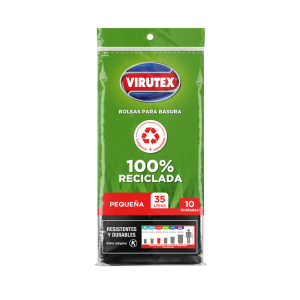 VIRUTEX
BOLSAS PARA BASURA
100%
RECICLADA
PEQUEÑA
35
Litros
10
Unidades
RESISTENTES
Y DURABLES